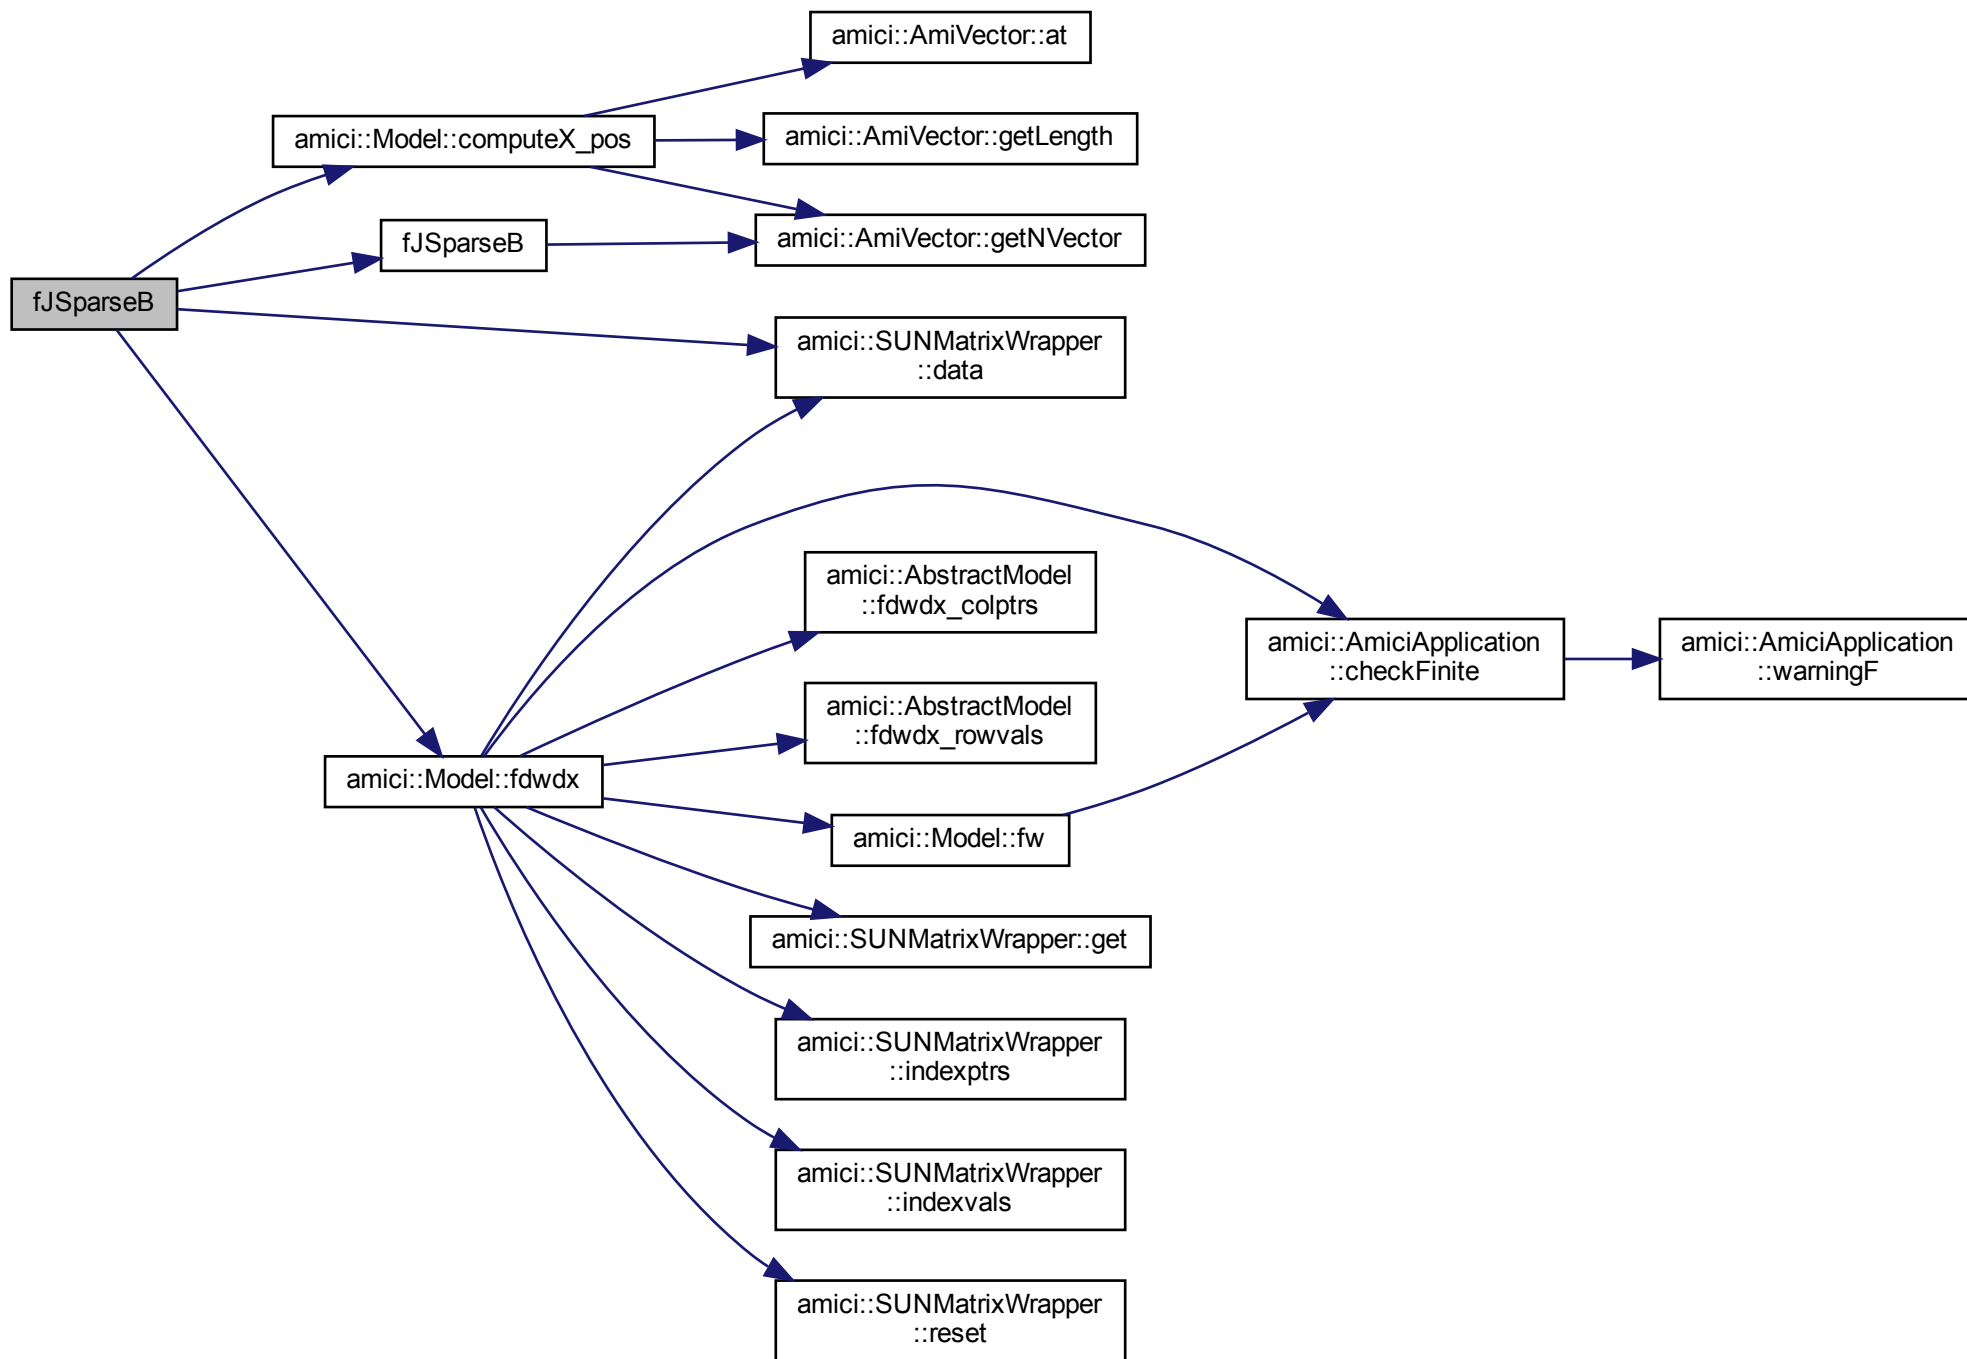 amici::AmiVector::at
amici::Model::computeX_pos
amici::AmiVector::getLength
fJSparseB
amici::AmiVector::getNVector
fJSparseB
amici::SUNMatrixWrapper
::data
amici::AbstractModel
::fdwdx_colptrs
amici::AmiciApplication
::checkFinite
amici::AmiciApplication
::warningF
amici::AbstractModel
::fdwdx_rowvals
amici::Model::fdwdx
amici::Model::fw
amici::SUNMatrixWrapper::get
amici::SUNMatrixWrapper
::indexptrs
amici::SUNMatrixWrapper
::indexvals
amici::SUNMatrixWrapper
::reset